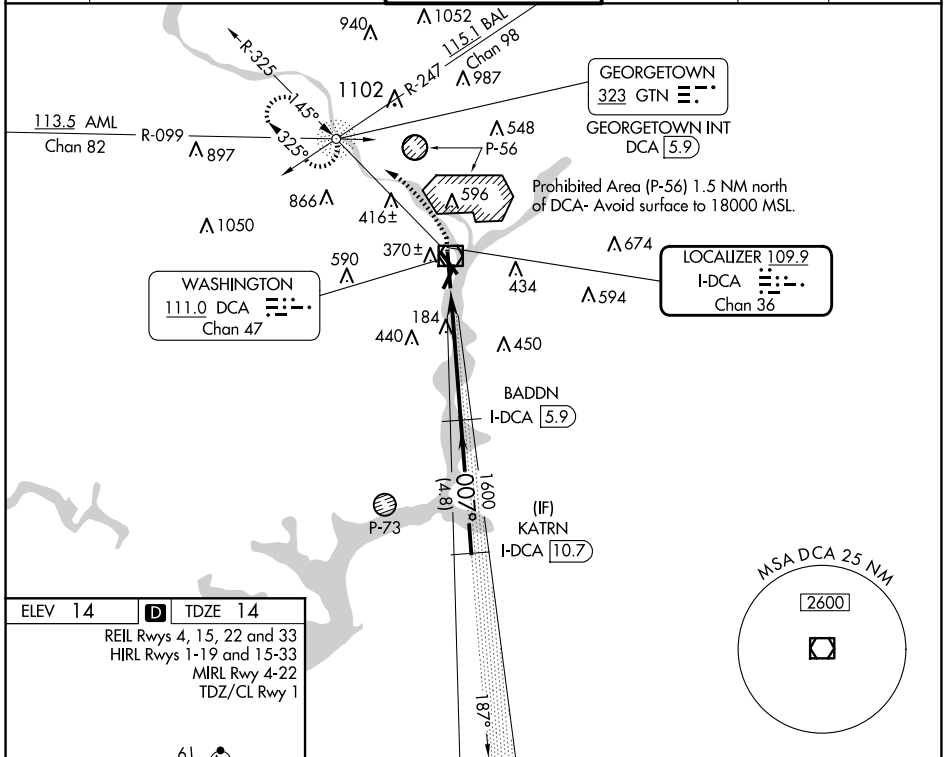 940
1052
115.1 BAL
R-247
Chan 98
R-325
1102
987
GEORGETOWN
323 GTN
GEORGETOWN INT
DCA 5.9
145°
325°
113.5 AML
R-099
Chan 82
897
548
P-56
596
Prohibited Area (P-56) 1.5 NM north
of DCA- Avoid surface to 18000 MSL.
866
416±
1050
370±
590
674
434
594
WASHINGTON
111.0 DCA
Chan 47
LOCALIZER 109.9
I-DCA
Chan 36
184
440
450
BADDN
I-DCA 5.9
1600
007°
(4.8)
P-73
(IF)
KATRN
I-DCA 10.7
187°
MSA DCA 25 NM
2600
ELEV 14
D
TDZE 14
REIL Rwys 4, 15, 22 and 33
HIRL Rwys 1-19 and 15-33
MIRL Rwy 4-22
TDZ/CL Rwy 1